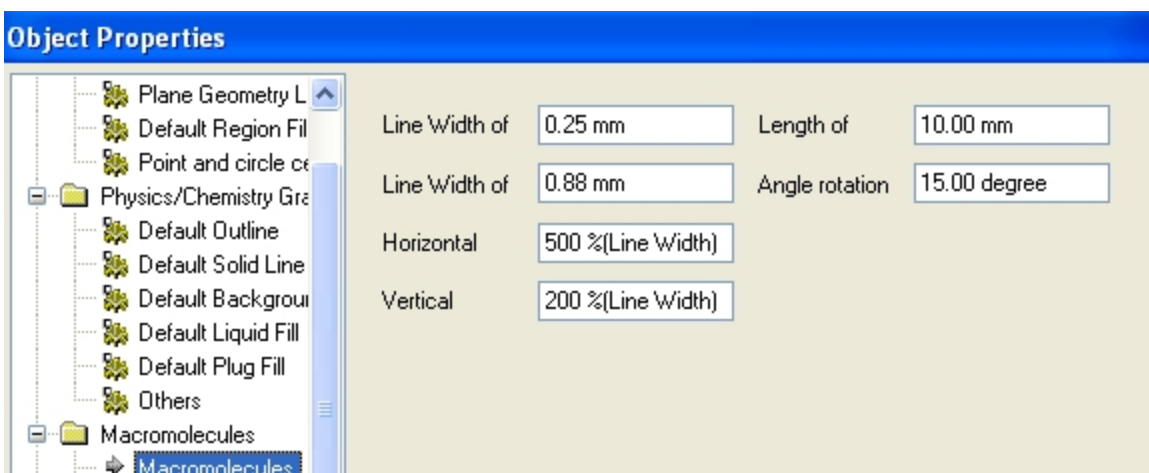 Object Properties
Plane Geometry L
Default Region Fil
Point and circle ce
Physics/Chemistry Gra
Default Outline
Default Solid Line
Default Backgrou
Default Liquid Fill
Default Plug Fill
Others
Macromolecules
Macromolecules
Line Width of 0.25 mm Length of 10.00 mm
Line Width of 0.88 mm Angle rotation 15.00 degree
Horizontal 500 %(Line Width)
Vertical 200 %(Line Width)